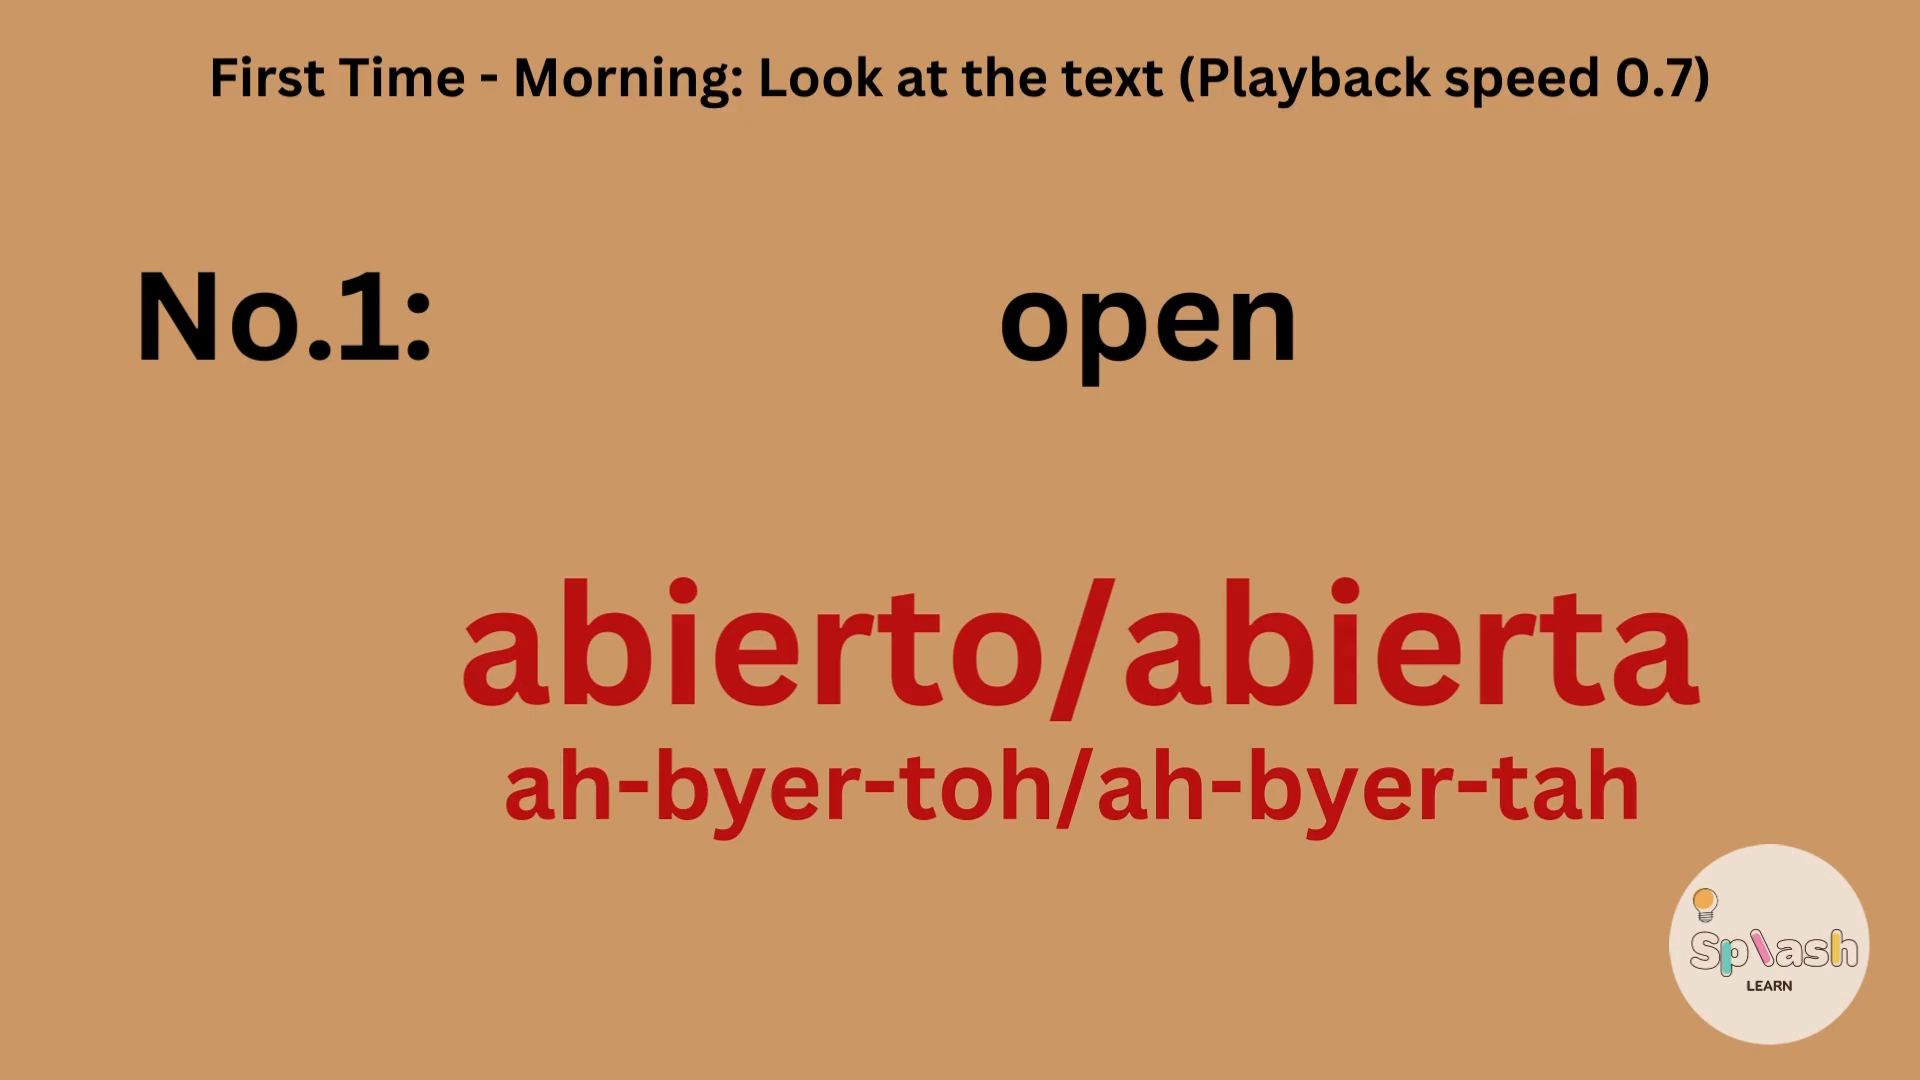 First Time - Morning: Look at the text (Playback speed 0.7)
No.1: open
abierto/abierta
ah-byer-toh/ah-byer-tah
Splash
LEARN